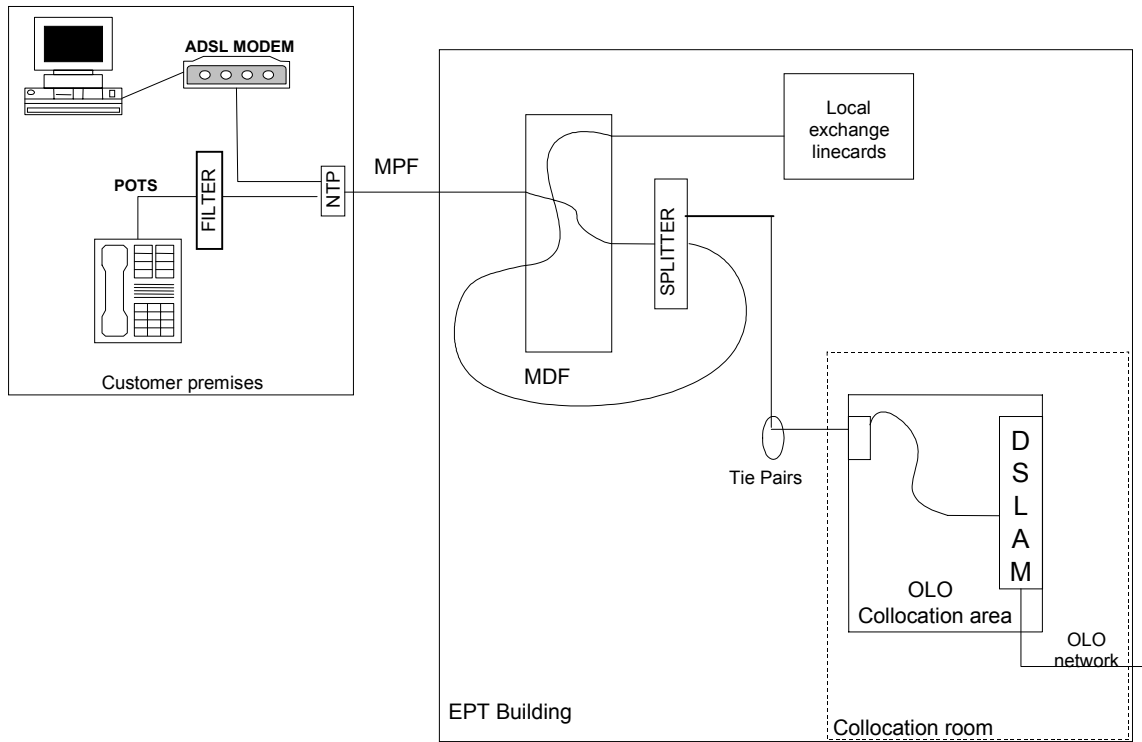 ADSL MODEM
POTS
FILTER
NTP
Customer premises
MPF
MDF
SPLITTER
Local
exchange
linecards
Tie Pairs
D
S
L
A
M
OLO
Collocation area
OLO
network
EPT Building
Collocation room